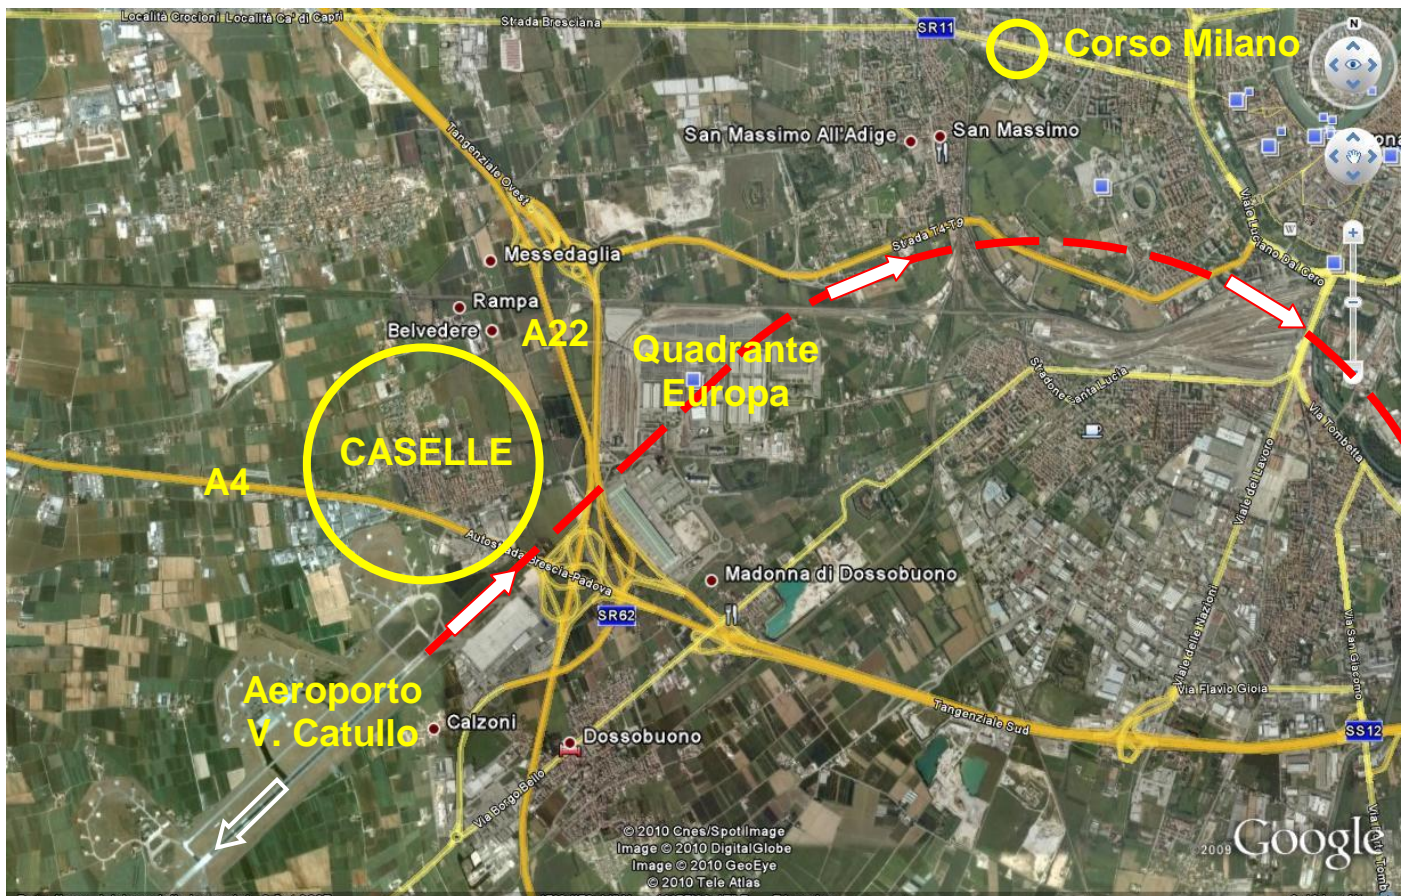 Località Crocioni
Località Ca' di Capri
Strada Bresciana
SR11
Corso Milano
N
Tangenziale Ovest
San Massimo All'Adige
San Massimo
Viale Luciano Dal Cero
W
Strada T4-T9
Messedaglia
Rampa
Belvedere
A22
Quadrante
Europa
Stradone Santa Lucia
CASELLE
A4
Via Tombetta
Viale del Lavoro
Autostrada Brescia-Padova
SR62
Madonna di Dossobuono
Viale delle Nazioni
Via San Giacomo
Aeroporto
V. Catullo
Calzoni
Dossobuono
Via Flavio Gioia
Tangenziale Sud
SS12
Via Borgo Bello
© 2010 Cnes/Spot Image
Image © 2010 DigitalGlobe
Image © 2010 GeoEye
© 2010 Tele Atlas
2009
Google